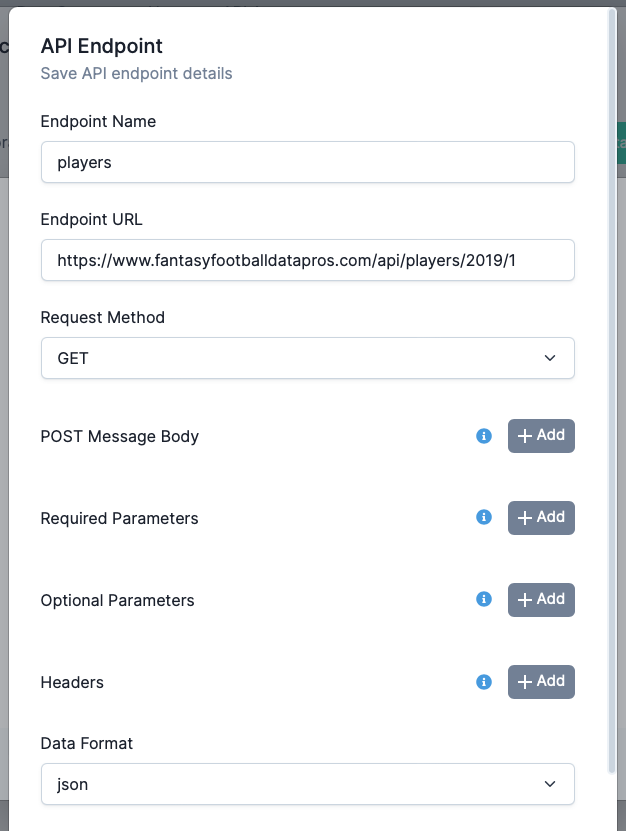 API Endpoint
Save API endpoint details
Endpoint Name
players
Endpoint URL
https://www.fantasyfootballdatapros.com/api/players/2019/1
Request Method
GET
POST Message Body
+ Add
Required Parameters
+ Add
Optional Parameters
+ Add
Headers
+ Add
Data Format
json